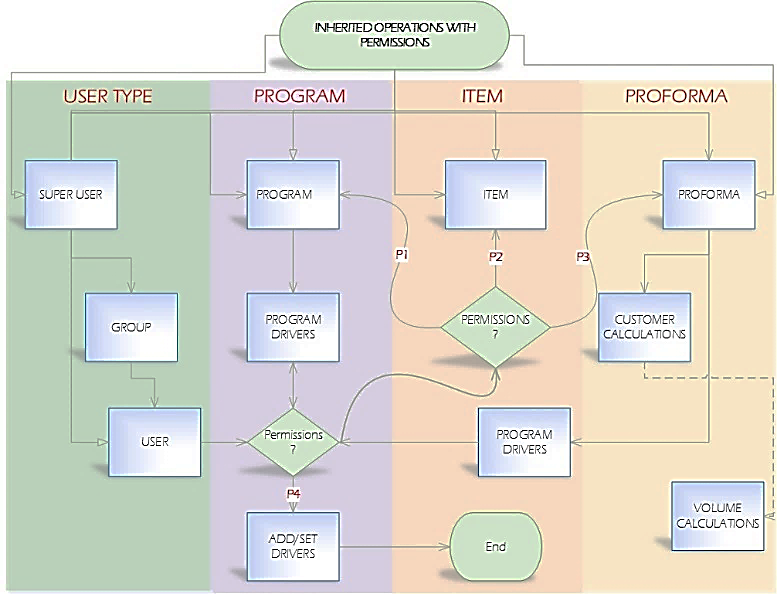 INHERITED OPERATIONS WITH
PERMISSIONS
USER TYPE
PROGRAM
ITEM
PROFORMA
SUPER USER
PROGRAM
ITEM
PROFORMA
P1
P2
P3
GROUP
PROGRAM
DRIVERS
PERMISSIONS
?
CUSTOMER
CALCULATIONS
USER
Permissions
?
PROGRAM
DRIVERS
P4
VOLUME
CALCULATIONS
ADD/SET
DRIVERS
End